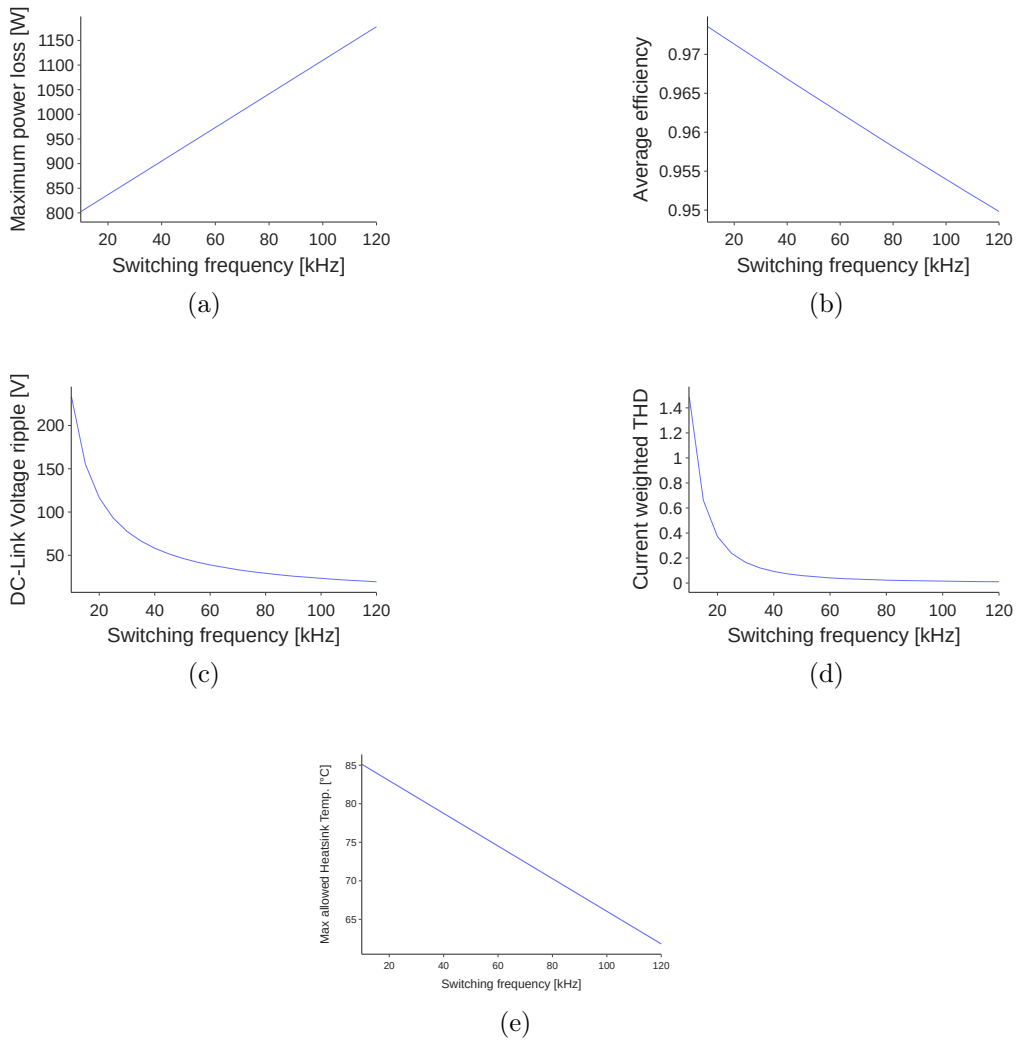 Maximum power loss [W]
1150
1100
1050
1000
950
900
850
800
20 40 60 80 100 120
Switching frequency [kHz]
(a)
Average efficiency
0.97
0.965
0.96
0.955
0.95
20 40 60 80 100 120
Switching frequency [kHz]
(b)
DC-Link Voltage ripple [V]
200
150
100
50
20 40 60 80 100 120
Switching frequency [kHz]
(c)
Current weighted THD
1.4
1.2
1
0.8
0.6
0.4
0.2
0
20 40 60 80 100 120
Switching frequency [kHz]
(d)
Max allowed Heatsink Temp. [°C]
85
80
75
70
65
20 40 60 80 100 120
Switching frequency [kHz]
(e)